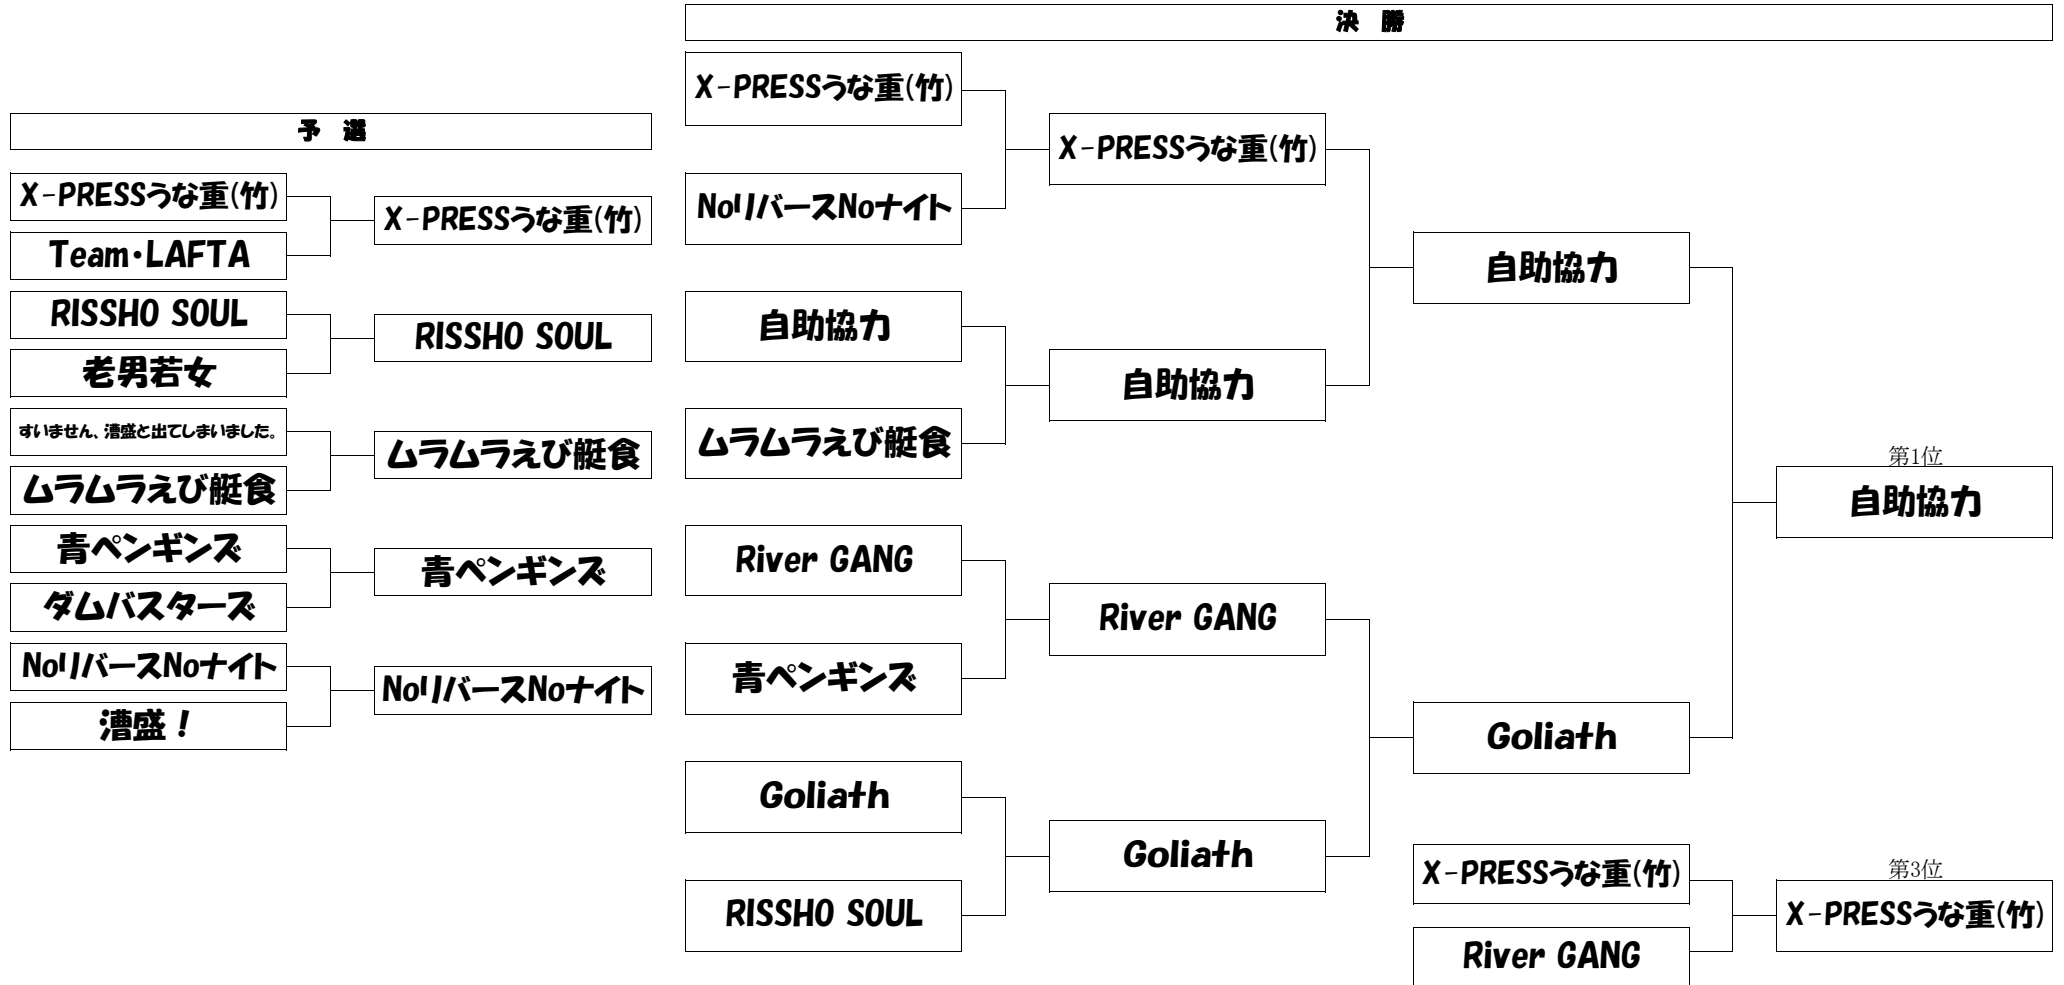 決　勝
予　選
X-PRESSうな重(竹)
Team・LAFTA
RISSHO SOUL
老男若女
すいません、漕盛と出てしまいました。
ムラムラえび艇食
青ペンギンズ
ダムバスターズ
NoリバースNoナイト
漕盛！
X-PRESSうな重(竹)
RISSHO SOUL
ムラムラえび艇食
青ペンギンズ
NoリバースNoナイト
X-PRESSうな重(竹)
NoリバースNoナイト
自助協力
ムラムラえび艇食
River GANG
青ペンギンズ
Goliath
RISSHO SOUL
X-PRESSうな重(竹)
自助協力
River GANG
Goliath
自助協力
Goliath
第1位
自助協力
X-PRESSうな重(竹)
River GANG
第3位
X-PRESSうな重(竹)